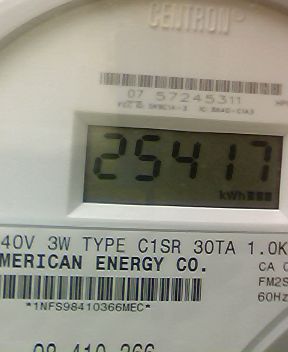 CENTRON®
07 57245311
25417
kWh
40V 3W TYPE C1SR 30TA 1.0K
MERICAN ENERGY CO.
CA 0
FM2S
60Hz
*1NFS98410366MEC*
98 410 366